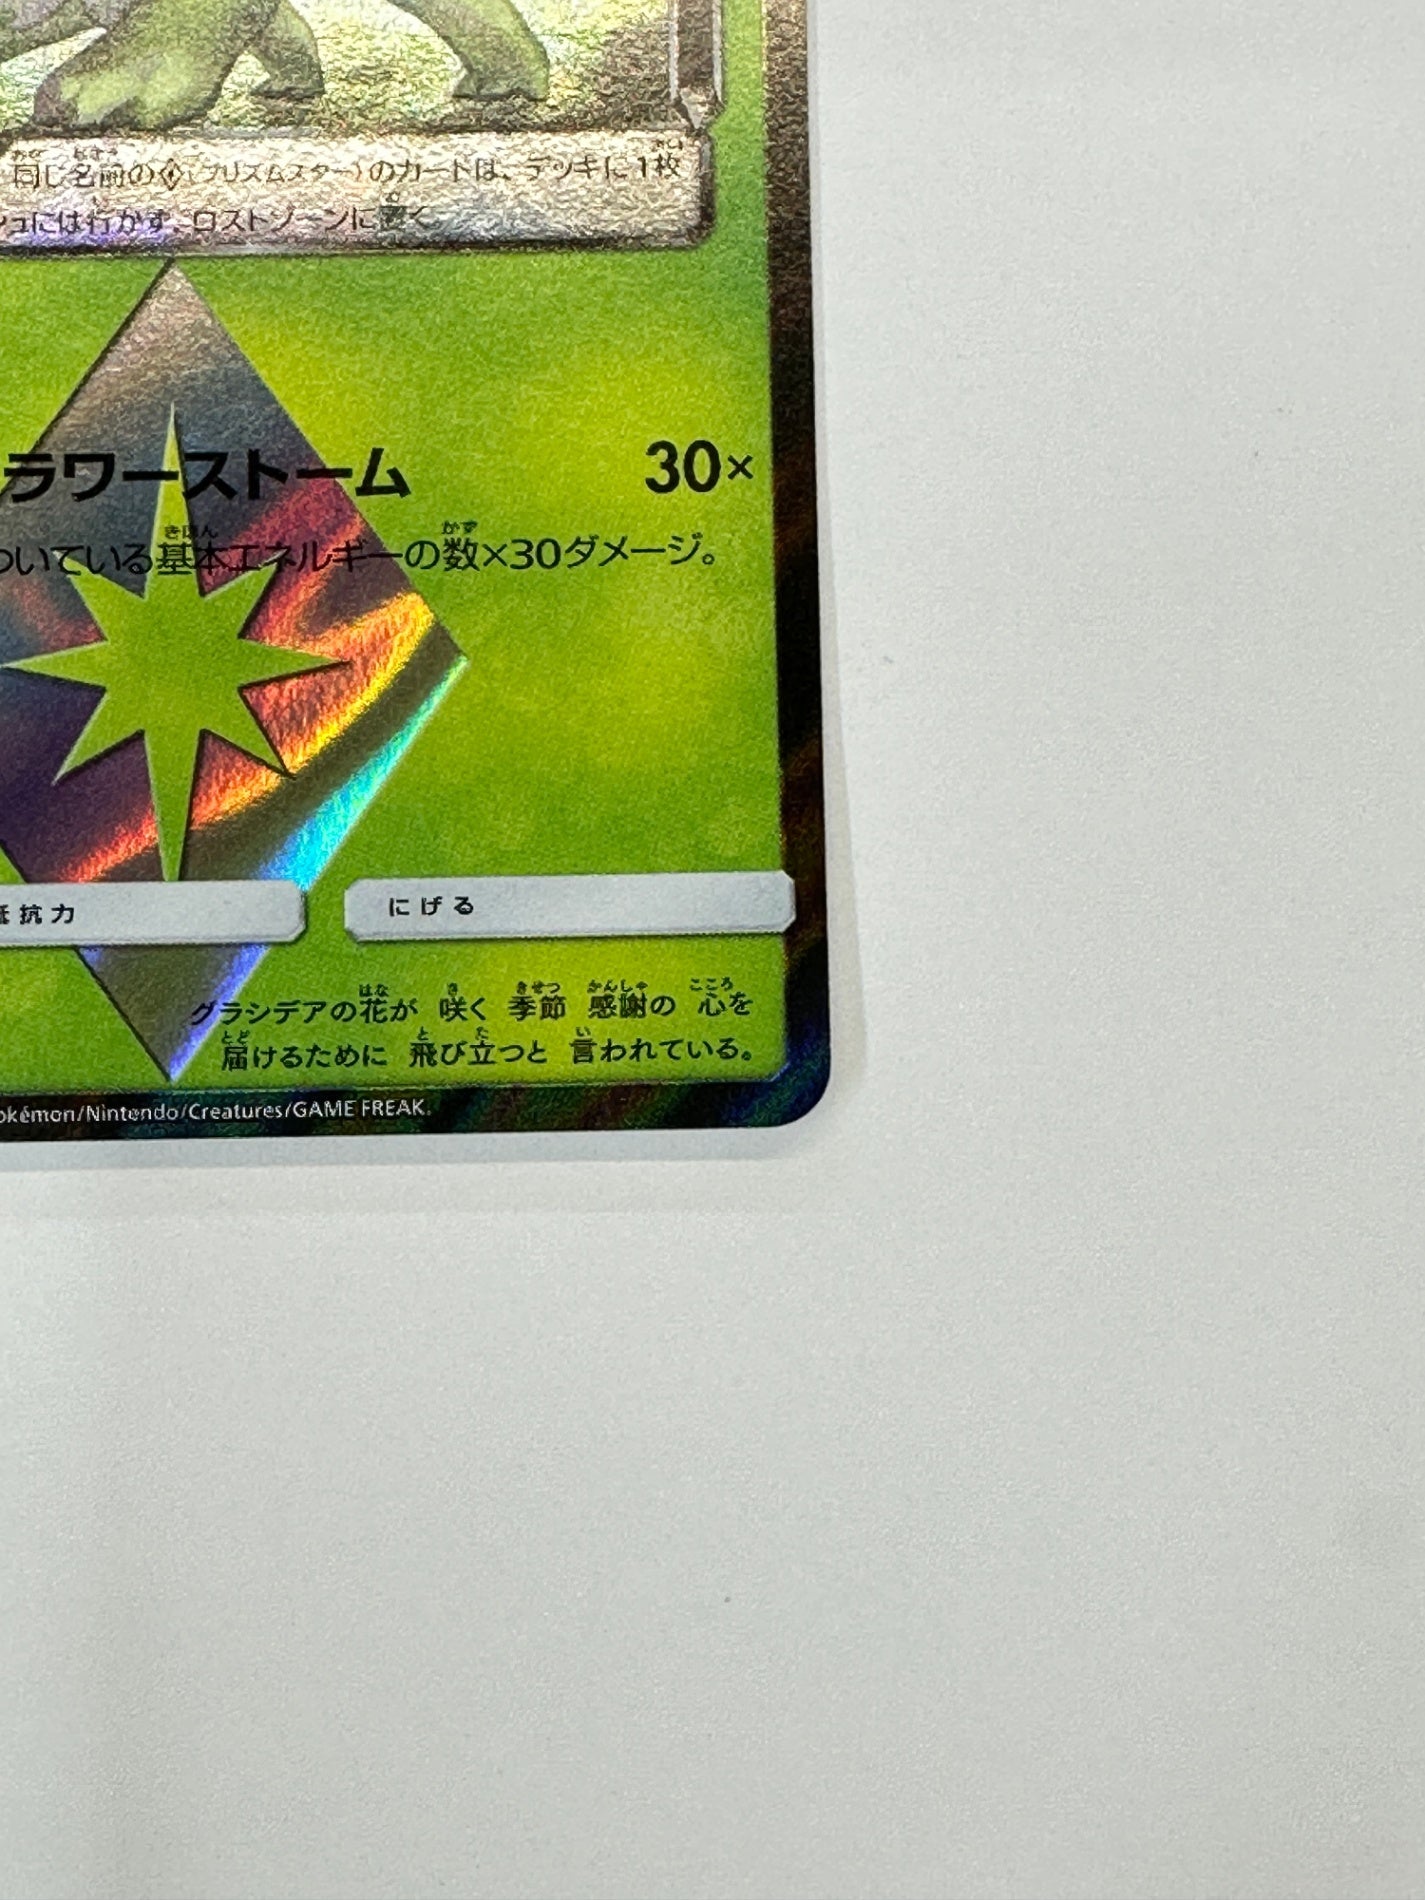 同じ名前の◇(プリズムスター)のカードは、デッキに1枚
ュには行かず、ロストゾーンに置く。
ラワーストーム 30×
ついている基本エネルギーの数×30ダメージ。
抵抗力 にげる
グラシデアの花が 咲く 季節 感謝の 心を
届けるために 飛び立つと 言われている。
okémon/Nintendo/Creatures/GAME FREAK.